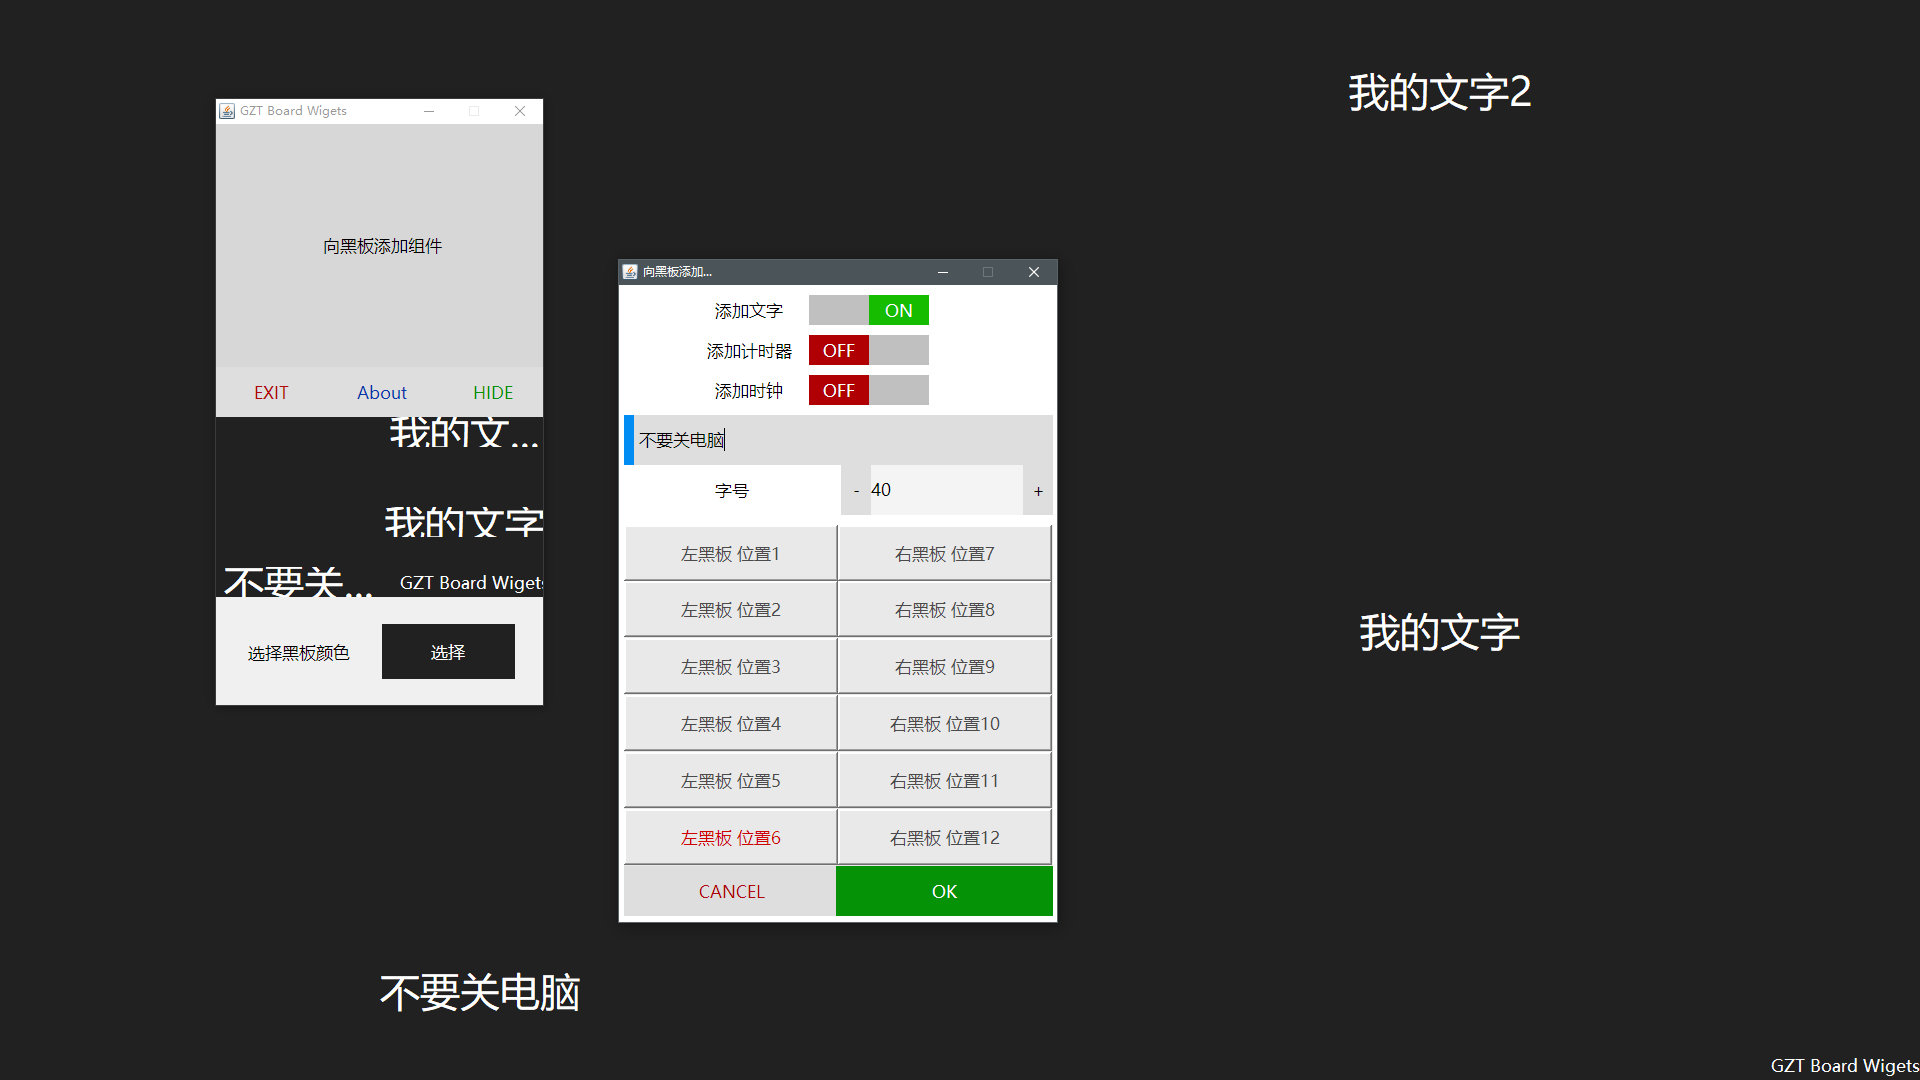 我的文字2
GZT Board Wigets
向黑板添加组件
EXIT About HIDE
我的文...
我的文字
不要关... GZT Board Wigets
选择黑板颜色 选择
向黑板添加...
添加文字 ON
添加计时器 OFF
添加时钟 OFF
不要关电脑
字号 - 40 +
左黑板 位置1 右黑板 位置7
左黑板 位置2 右黑板 位置8
左黑板 位置3 右黑板 位置9
左黑板 位置4 右黑板 位置10
左黑板 位置5 右黑板 位置11
左黑板 位置6 右黑板 位置12
CANCEL OK
我的文字
不要关电脑
GZT Board Wigets